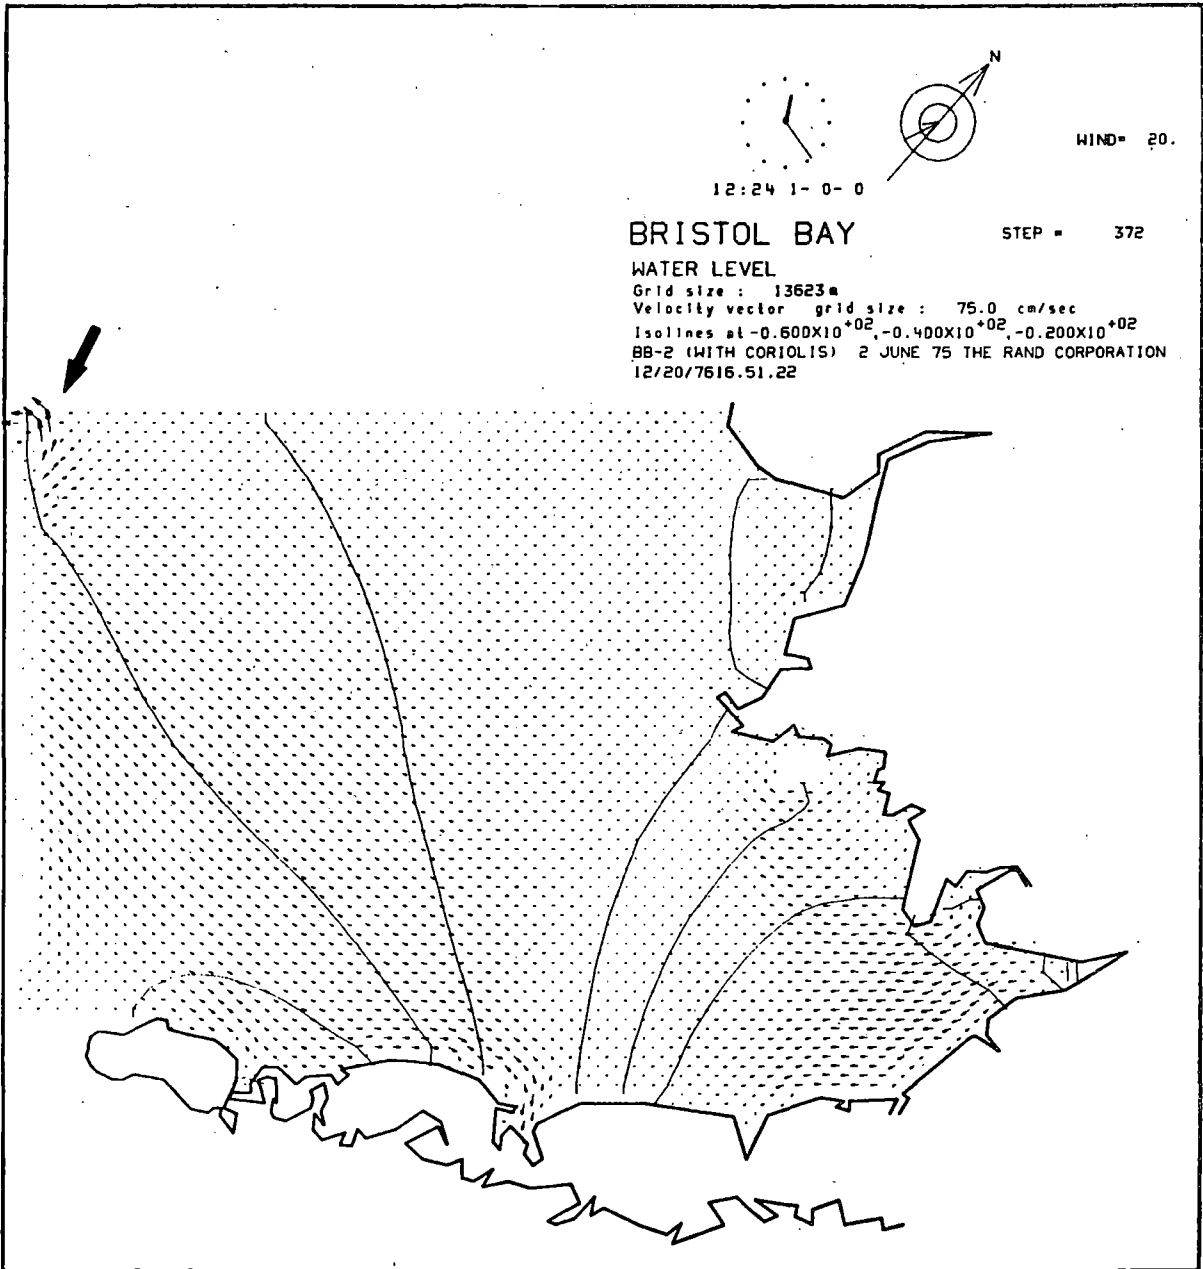 N
WIND= 20.
12:24 1- 0- 0
BRISTOL BAY
STEP = 372
WATER LEVEL
Grid size : 13623m
Velocity vector grid size : 75.0 cm/sec
Isolines at -0.600X10+02,-0.400X10+02,-0.200X10+02
BB-2 (WITH CORIOLIS) 2 JUNE 75 THE RAND CORPORATION
12/20/7616.51.22